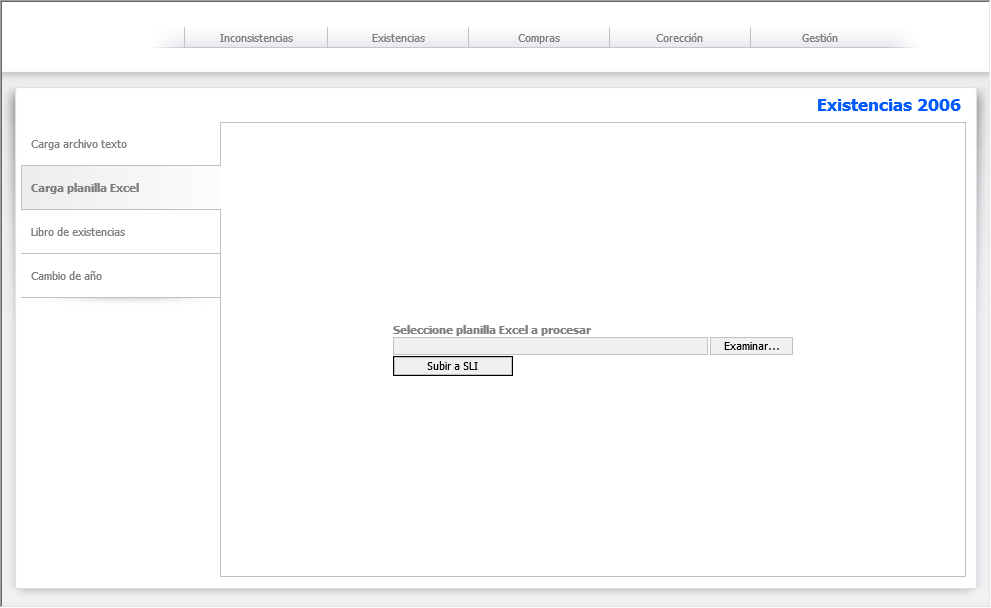 Inconsistencias
Existencias
Compras
Corección
Gestión
Existencias 2006
Carga archivo texto
Carga planilla Excel
Libro de existencias
Cambio de año
Seleccione planilla Excel a procesar
Examinar...
Subir a SLI